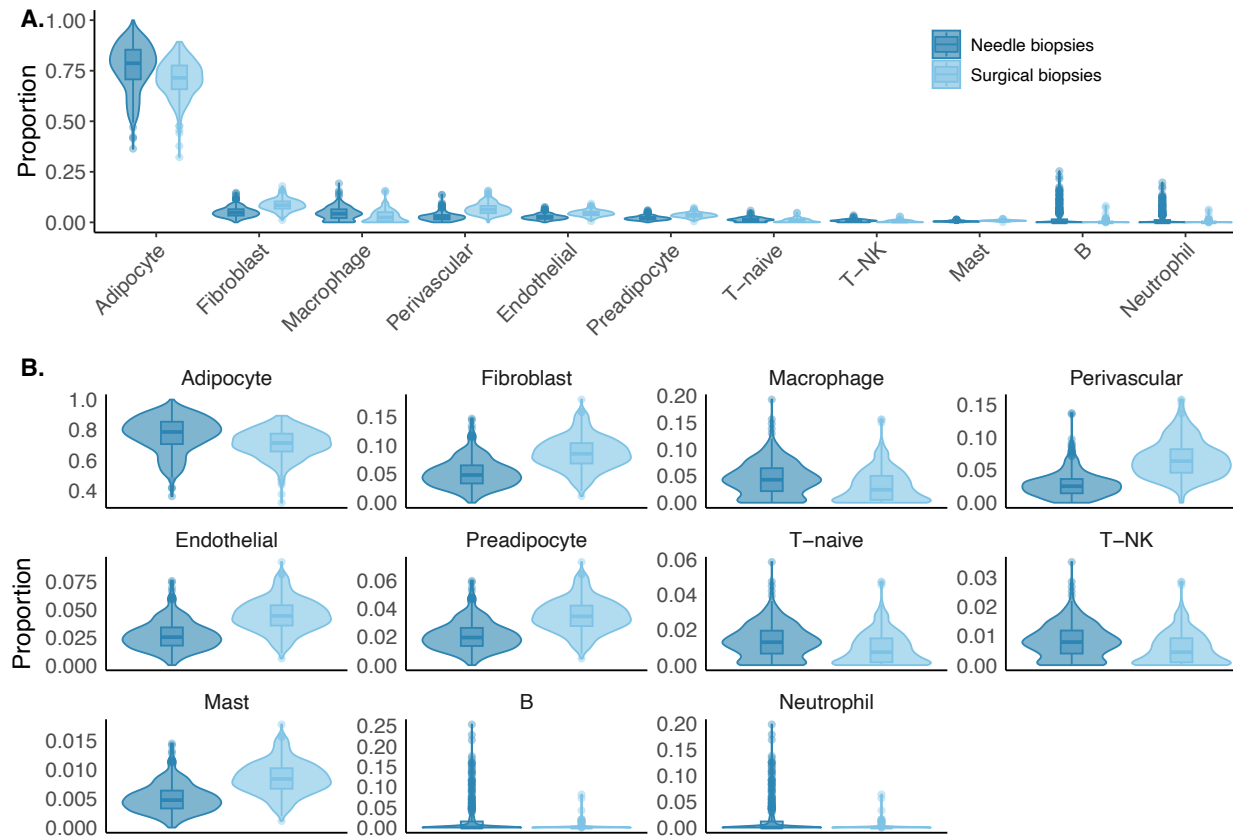 A.
1.00
0.75
0.50
0.25
0.00
Proportion
Needle biopsies
Surgical biopsies
Adipocyte
Fibroblast
Macrophage
Perivascular
Endothelial
Preadipocyte
T−naive
T−NK
Mast
B
Neutrophil
B.
Proportion
Adipocyte
1.0
0.8
0.6
0.4
Fibroblast
0.15
0.10
0.05
0.00
Macrophage
0.20
0.15
0.10
0.05
0.00
Perivascular
0.15
0.10
0.05
0.00
Endothelial
0.075
0.050
0.025
0.000
Preadipocyte
0.06
0.04
0.02
0.00
T−naive
0.06
0.04
0.02
0.00
T−NK
0.03
0.02
0.01
0.00
Mast
0.015
0.010
0.005
0.000
B
0.25
0.20
0.15
0.10
0.05
0.00
Neutrophil
0.20
0.15
0.10
0.05
0.00